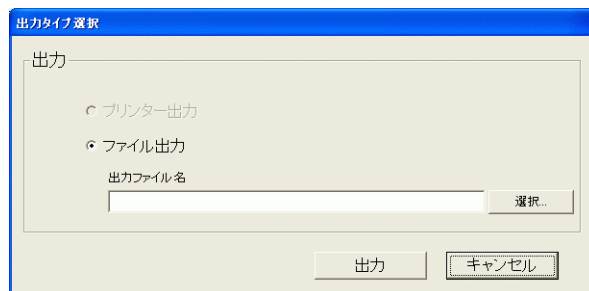 出力タイプ選択
出力
プリンター出力
ファイル出力
出力ファイル名
選択...
出力
キャンセル